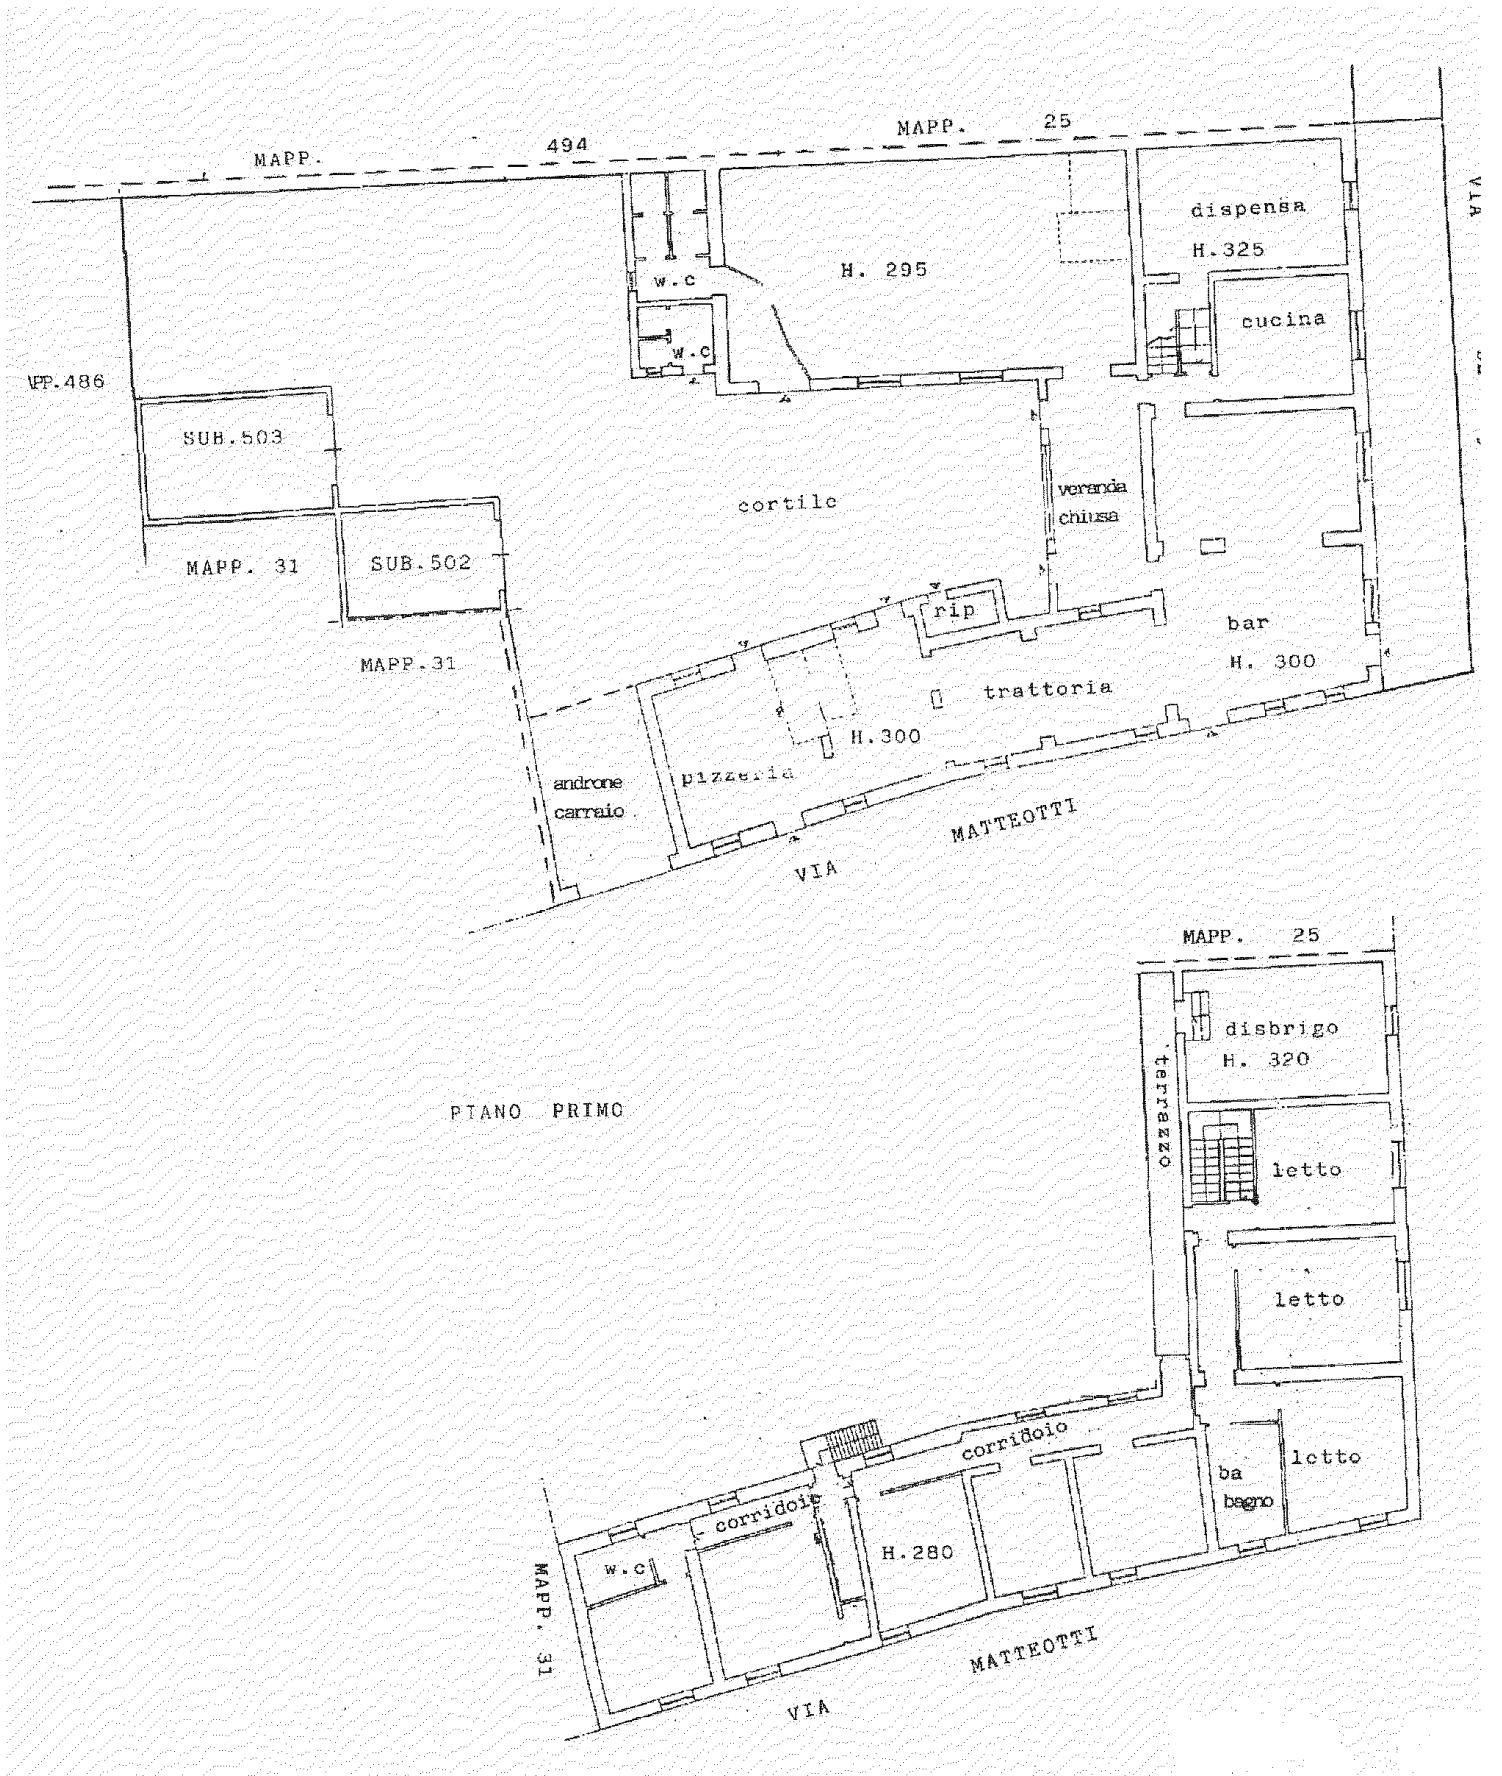 MAPP. 25
MAPP. 494
VIA
dispensa
H.325
H. 295
w.c
cucina
w.c
PP.486
SUB.503
veranda
chiusa
cortile
MAPP. 31
SUB.502
rip
bar
H. 300
MAPP.31
trattoria
H.300
pizzeria
androne
carraio
VIA MATTEOTTI
MAPP. 25
disbrigo
H. 320
terrazzo
PIANO PRIMO
letto
letto
corridoio
letto
ba
bagno
corridoio
H.280
w.c
MAPP. 31
VIA MATTEOTTI